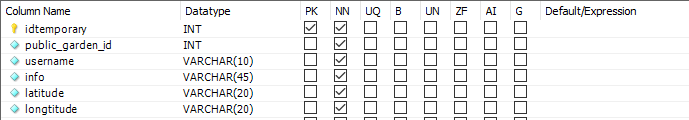 Column Name Datatype PK NN UQ B UN ZF AI G Default/Expression
idtemporary INT
public_garden_id INT
username VARCHAR(10)
info VARCHAR(45)
latitude VARCHAR(20)
longtitude VARCHAR(20)